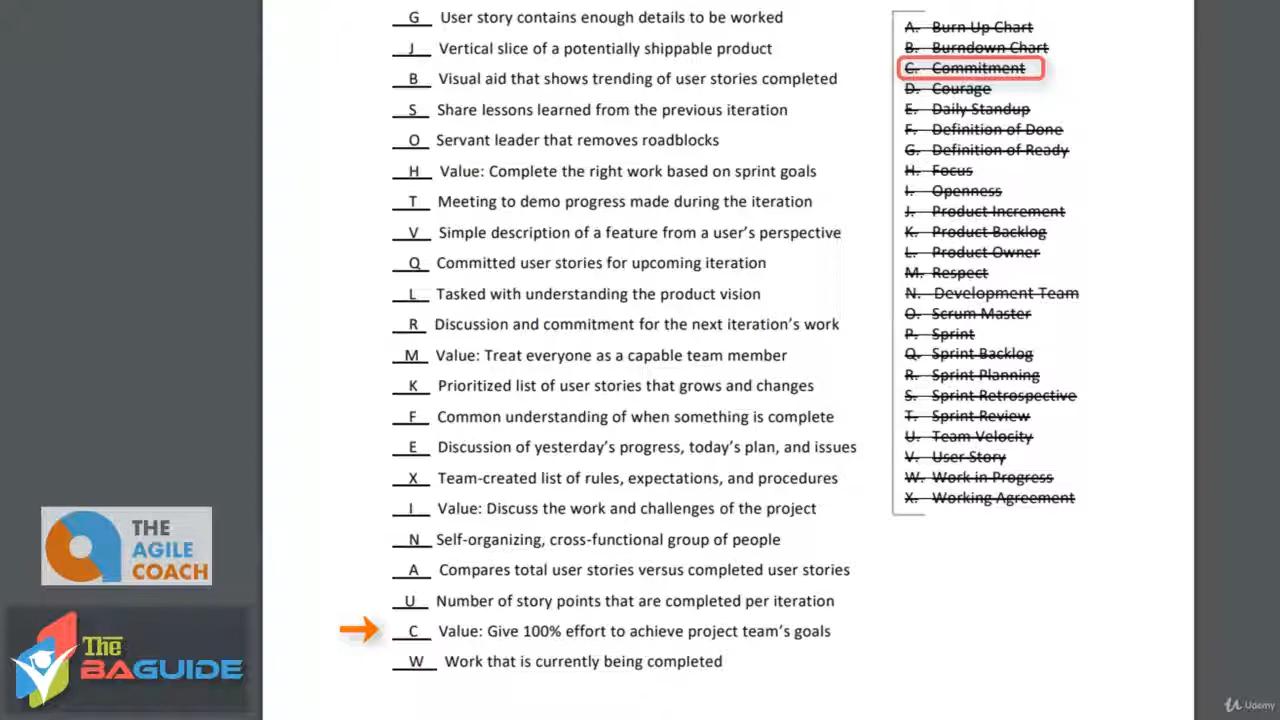 G User story contains enough details to be worked
J Vertical slice of a potentially shippable product
B Visual aid that shows trending of user stories completed
S Share lessons learned from the previous iteration
O Servant leader that removes roadblocks
H Value: Complete the right work based on sprint goals
T Meeting to demo progress made during the iteration
V Simple description of a feature from a user’s perspective
Q Committed user stories for upcoming iteration
L Tasked with understanding the product vision
R Discussion and commitment for the next iteration’s work
M Value: Treat everyone as a capable team member
K Prioritized list of user stories that grows and changes
F Common understanding of when something is complete
E Discussion of yesterday’s progress, today’s plan, and issues
X Team-created list of rules, expectations, and procedures
I Value: Discuss the work and challenges of the project
N Self-organizing, cross-functional group of people
A Compares total user stories versus completed user stories
U Number of story points that are completed per iteration
C Value: Give 100% effort to achieve project team’s goals
W Work that is currently being completed
A. Burn Up Chart
B. Burndown Chart
C. Commitment
D. Courage
E. Daily Standup
F. Definition of Done
G. Definition of Ready
H. Focus
I. Openness
J. Product Increment
K. Product Backlog
L. Product Owner
M. Respect
N. Development Team
O. Scrum Master
P. Sprint
Q. Sprint Backlog
R. Sprint Planning
S. Sprint Retrospective
T. Sprint Review
U. Team Velocity
V. User Story
W. Work in Progress
X. Working Agreement
THE
AGILE
COACH
The
BAGUIDE
Udemy